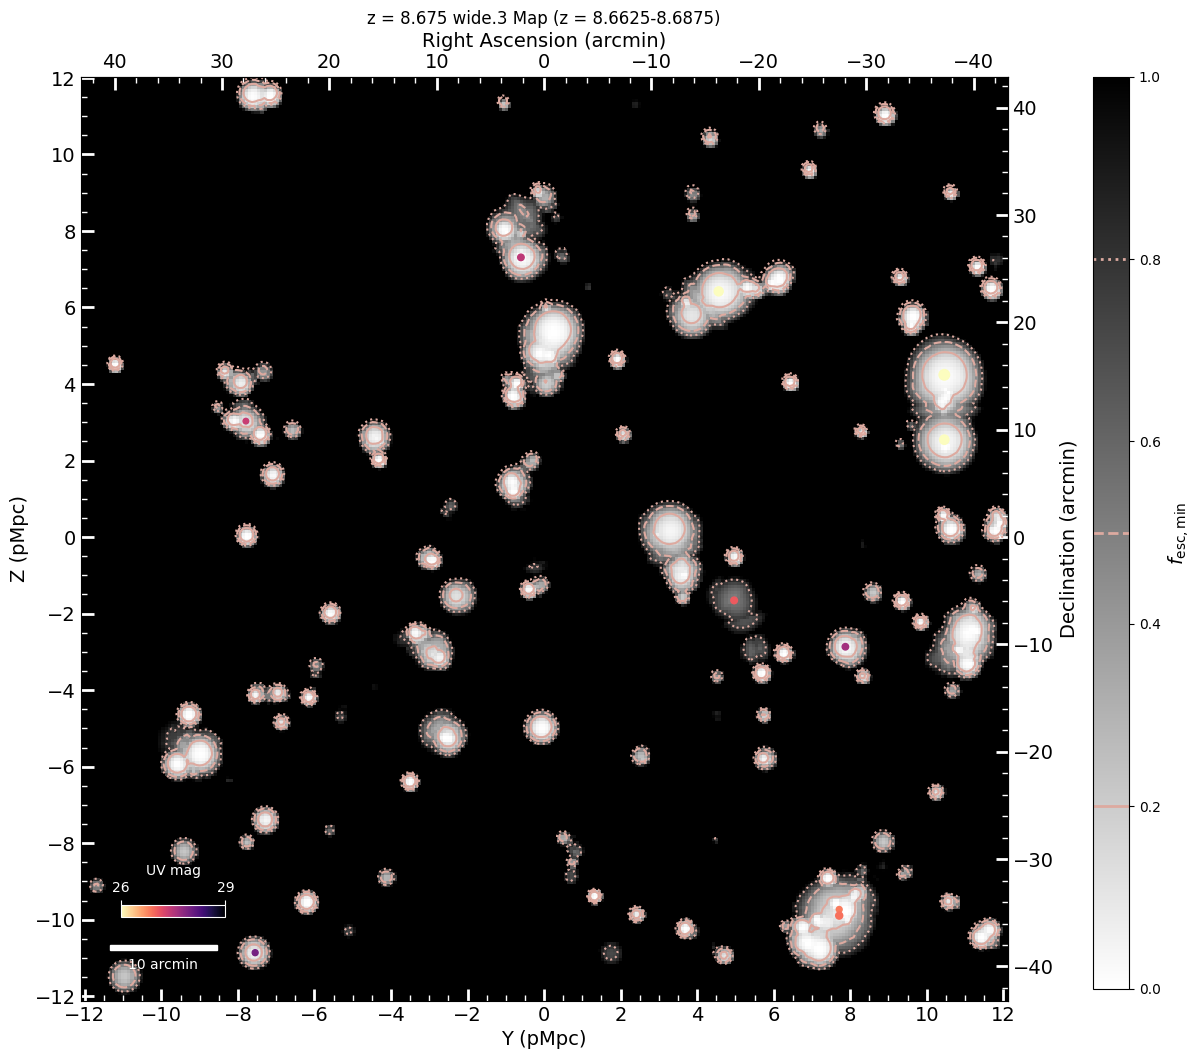 z = 8.675 wide.3 Map (z = 8.6625-8.6875)
Right Ascension (arcmin)
40 30 20 10 0 −10 −20 −30 −40
12 10 8 6 4 2 0 −2 −4 −6 −8 −10 −12
Z (pMpc)
40 30 20 10 0 −10 −20 −30 −40
Declination (arcmin)
1.0 0.8 0.6 0.4 0.2 0.0
f_esc,min
UV mag
26 29
10 arcmin
−12 −10 −8 −6 −4 −2 0 2 4 6 8 10 12
Y (pMpc)